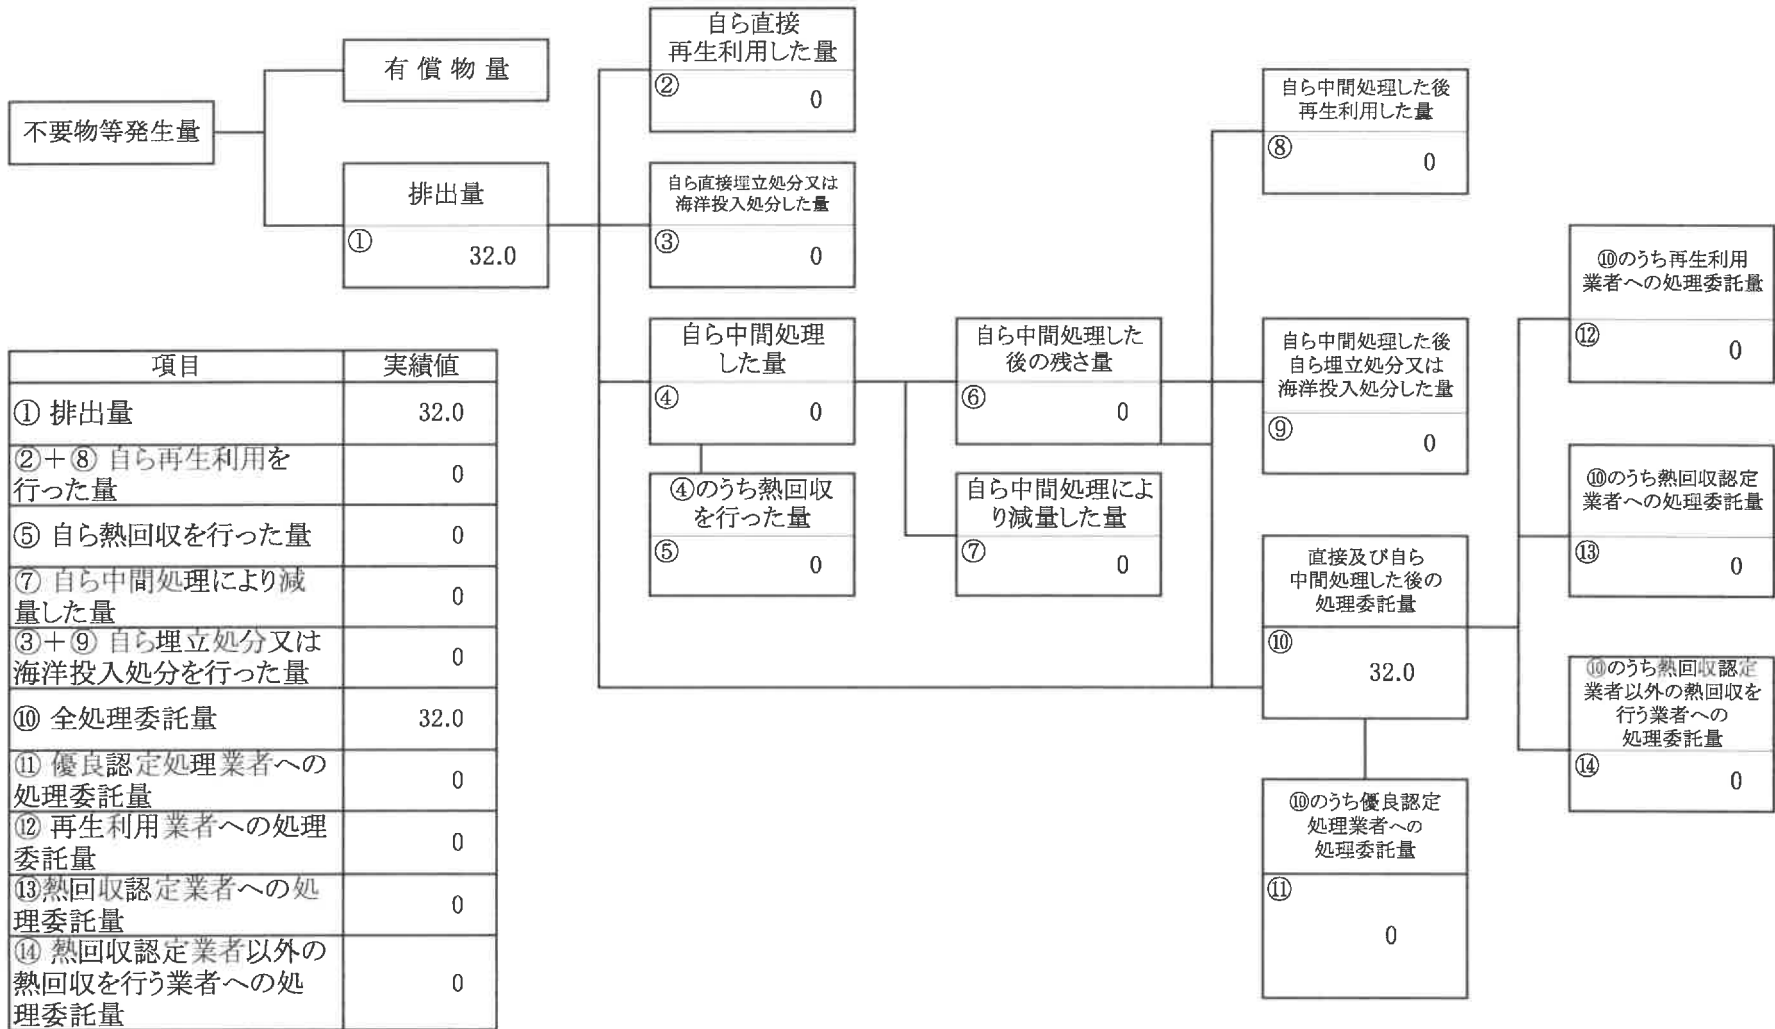 不要物等発生量
有 償 物 量
排出量
①
32.0
自ら直接
再生利用した量
②
0
自ら直接埋立処分又は
海洋投入処分した量
③
0
自ら中間処理
した量
④
0
④のうち熱回収
を行った量
⑤
0
自ら中間処理した
後の残さ量
⑥
0
自ら中間処理によ
り減量した量
⑦
0
自ら中間処理した後
再生利用した量
⑧
0
自ら中間処理した後
自ら埋立処分又は
海洋投入処分した量
⑨
0
直接及び自ら
中間処理した後の
処理委託量
⑩
32.0
⑩のうち優良認定
処理業者への
処理委託量
⑪
0
⑩のうち再生利用
業者への処理委託量
⑫
0
⑩のうち熱回収認定
業者への処理委託量
⑬
0
⑩のうち熱回収認定
業者以外の熱回収を
行う業者への
処理委託量
⑭
0
項目 実績値
① 排出量 32.0
②＋⑧ 自ら再生利用を
行った量 0
⑤ 自ら熱回収を行った量 0
⑦ 自ら中間処理により減
量した量 0
③＋⑨ 自ら埋立処分又は
海洋投入処分を行った量 0
⑩ 全処理委託量 32.0
⑪ 優良認定処理業者への
処理委託量 0
⑫ 再生利用業者への処理
委託量 0
⑬熱回収認定業者への処
理委託量 0
⑭ 熱回収認定業者以外の
熱回収を行う業者への処 0
理委託量